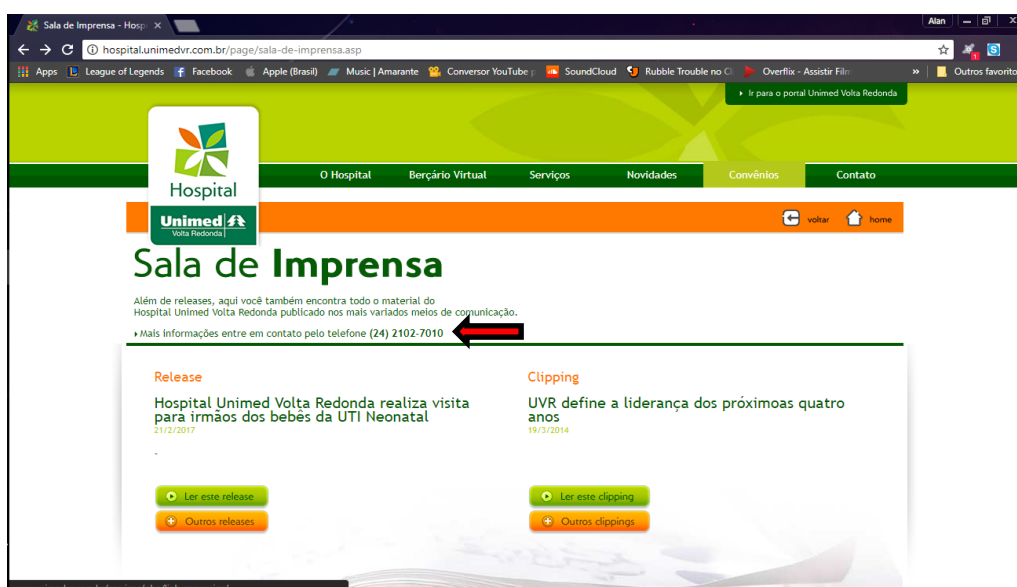 Sala de Imprensa - Hosp
Alan
hospital.unimedvr.com.br/page/sala-de-imprensa.asp
Apps League of Legends Facebook Apple (Brasil) Music | Amarante Conversor YouTube p SoundCloud Rubble Trouble no C Overflix - Assistir Film » Outros favorito
Ir para o portal Unimed Volta Redonda
O Hospital Berçário Virtual Serviços Novidades Convênios Contato
Hospital
Unimed
Volta Redonda
voltar home
Sala de Imprensa
Além de releases, aqui você também encontra todo o material do
Hospital Unimed Volta Redonda publicado nos mais variados meios de comunicação.
Mais informações entre em contato pelo telefone (24) 2102-7010
Release
Hospital Unimed Volta Redonda realiza visita
para irmãos dos bebês da UTI Neonatal
21/2/2017
-
Ler este release
Outros releases
Clipping
UVR define a liderança dos próximoas quatro
anos
19/3/2014
Ler este clipping
Outros clippings